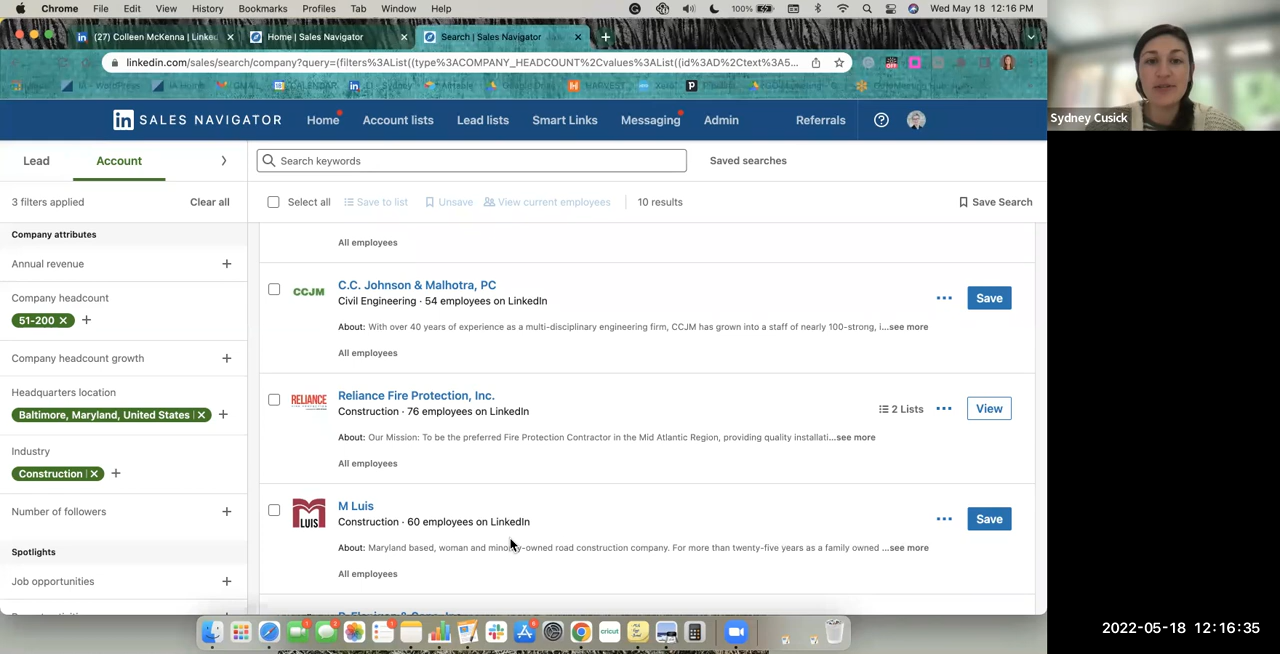 Chrome File Edit View History Bookmarks Profiles Tab Window Help 100% Wed May 18 12:16 PM
(27) Colleen McKenna | Linke
Home | Sales Navigator
Search | Sales Navigator
linkedin.com/sales/search/company?query=(filters%3AList((type%3ACOMPANY_HEADCOUNT%2Cvalues%3AList((id%3AD%2Ctext%3A5...
in SALES NAVIGATOR Home Account lists Lead lists Smart Links Messaging Admin Referrals
Sydney Cusick
Lead Account
Search keywords
Saved searches
3 filters applied Clear all
Select all Save to list Unsave View current employees 10 results Save Search
Company attributes
Annual revenue
Company headcount
51-200
Company headcount growth
Headquarters location
Baltimore, Maryland, United States
Industry
Construction
Number of followers
Spotlights
Job opportunities
All employees
CCJM
C.C. Johnson & Malhotra, PC
Civil Engineering · 54 employees on LinkedIn
Save
About: With over 40 years of experience as a multi-disciplinary engineering firm, CCJM has grown into a staff of nearly 100-strong, i...see more
All employees
RELIANCE
Reliance Fire Protection, Inc.
Construction · 76 employees on LinkedIn
2 Lists
View
About: Our Mission: To be the preferred Fire Protection Contractor in the Mid Atlantic Region, providing quality installati...see more
All employees
LUIS
M Luis
Construction · 60 employees on LinkedIn
Save
About: Maryland based, woman and minority-owned road construction company. For more than twenty-five years as a family owned ...see more
All employees
cricut
2022-05-18 12:16:35